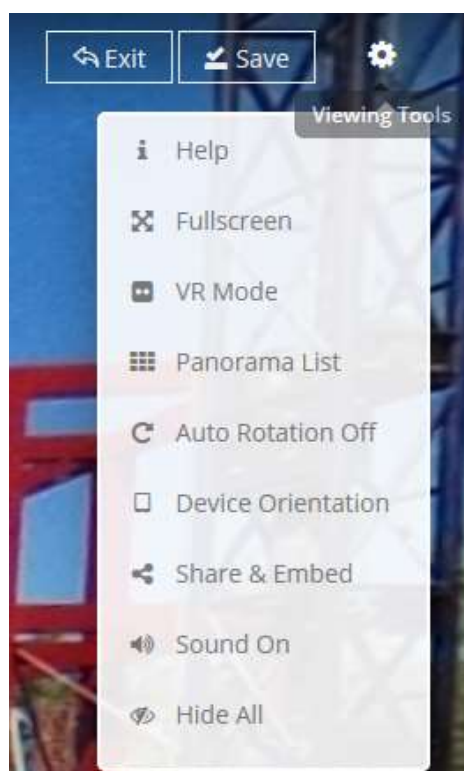 Exit Save
Viewing Tools
Help
Fullscreen
VR Mode
Panorama List
Auto Rotation Off
Device Orientation
Share & Embed
Sound On
Hide All